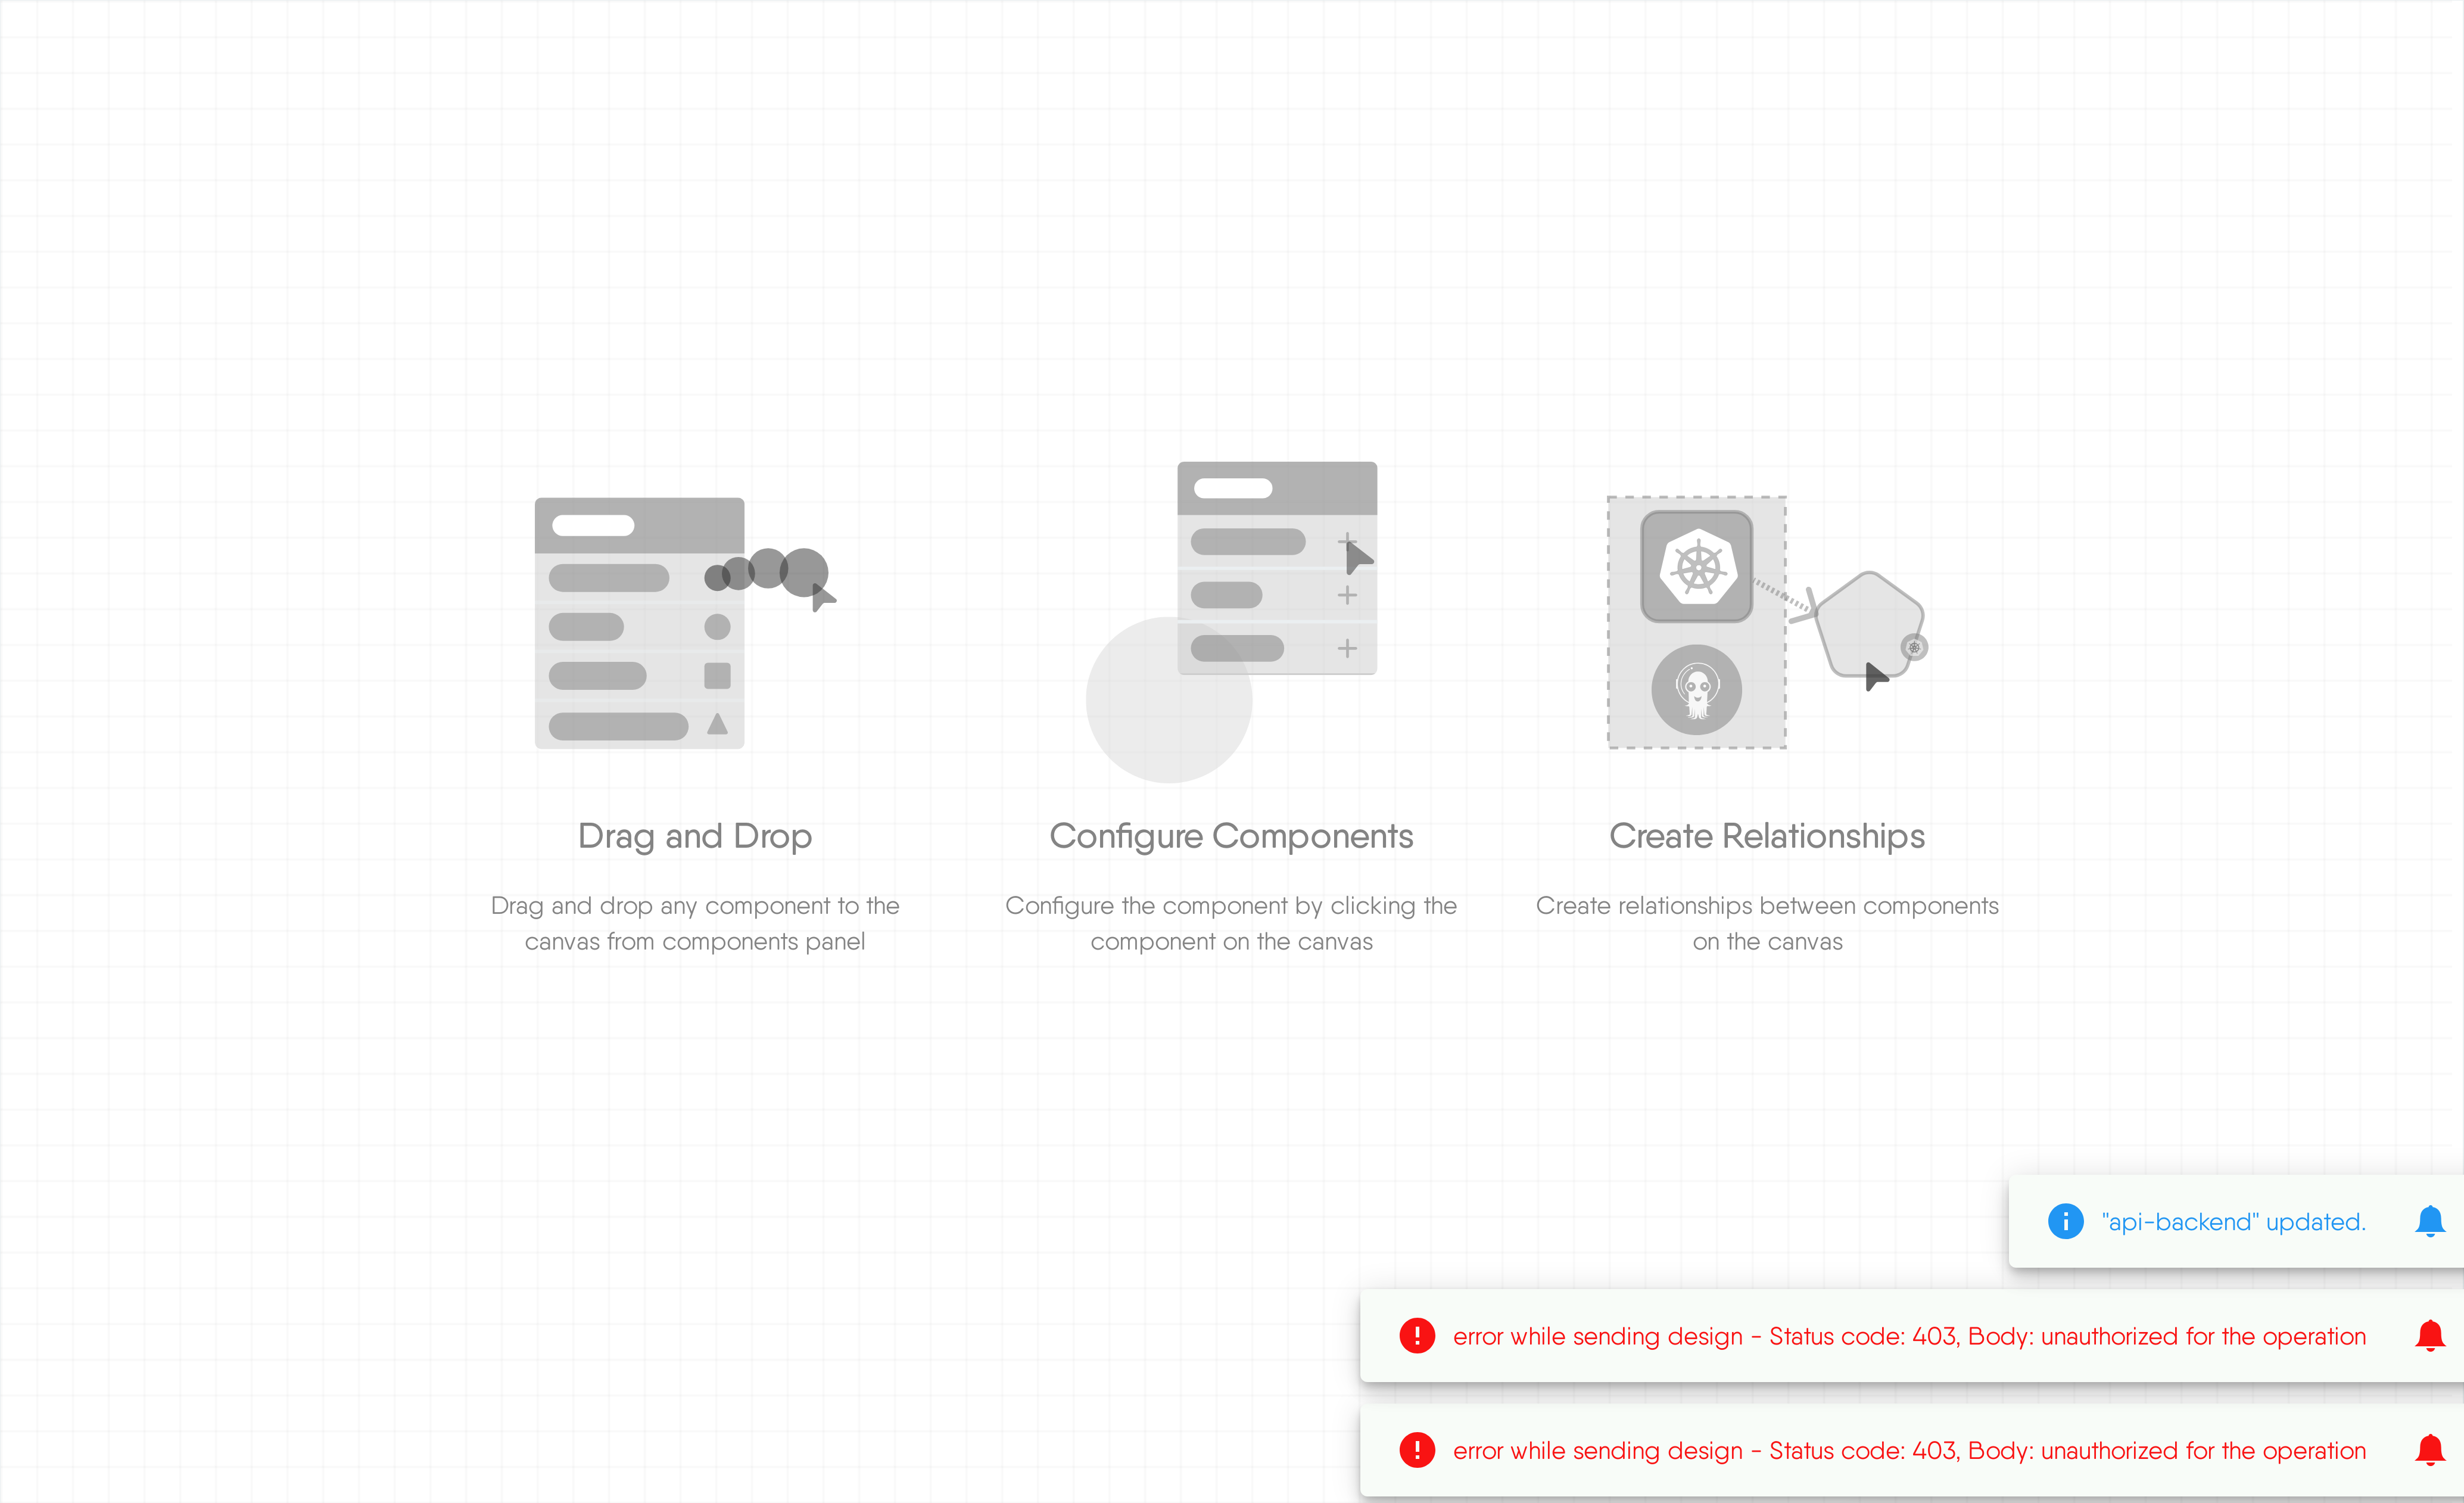 Drag and Drop
Drag and drop any component to the
canvas from components panel
Configure Components
Configure the component by clicking the
component on the canvas
Create Relationships
Create relationships between components
on the canvas
"api-backend" updated.
error while sending design - Status code: 403, Body: unauthorized for the operation
error while sending design - Status code: 403, Body: unauthorized for the operation